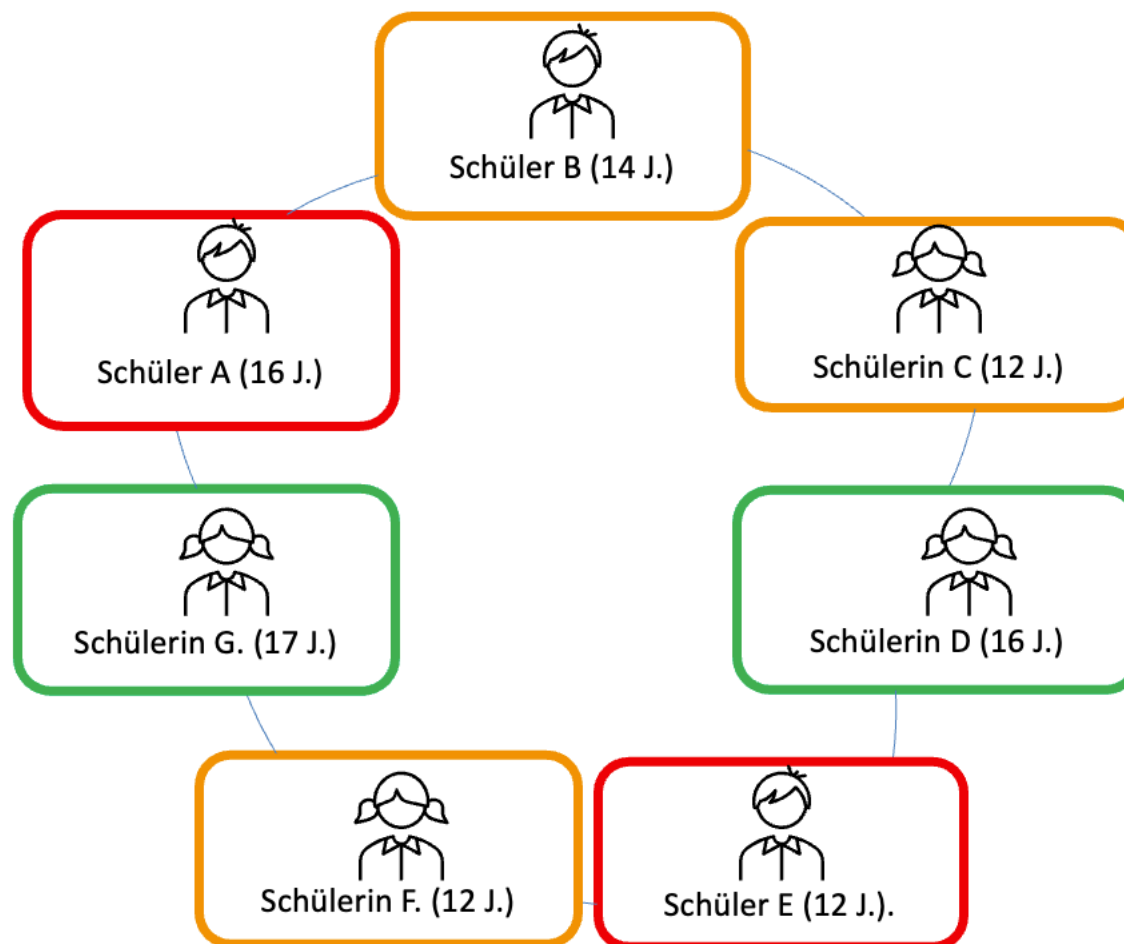 Schüler B (14 J.)
Schüler A (16 J.)
Schülerin C (12 J.)
Schülerin G. (17 J.)
Schülerin D (16 J.)
Schülerin F. (12 J.)
Schüler E (12 J.).